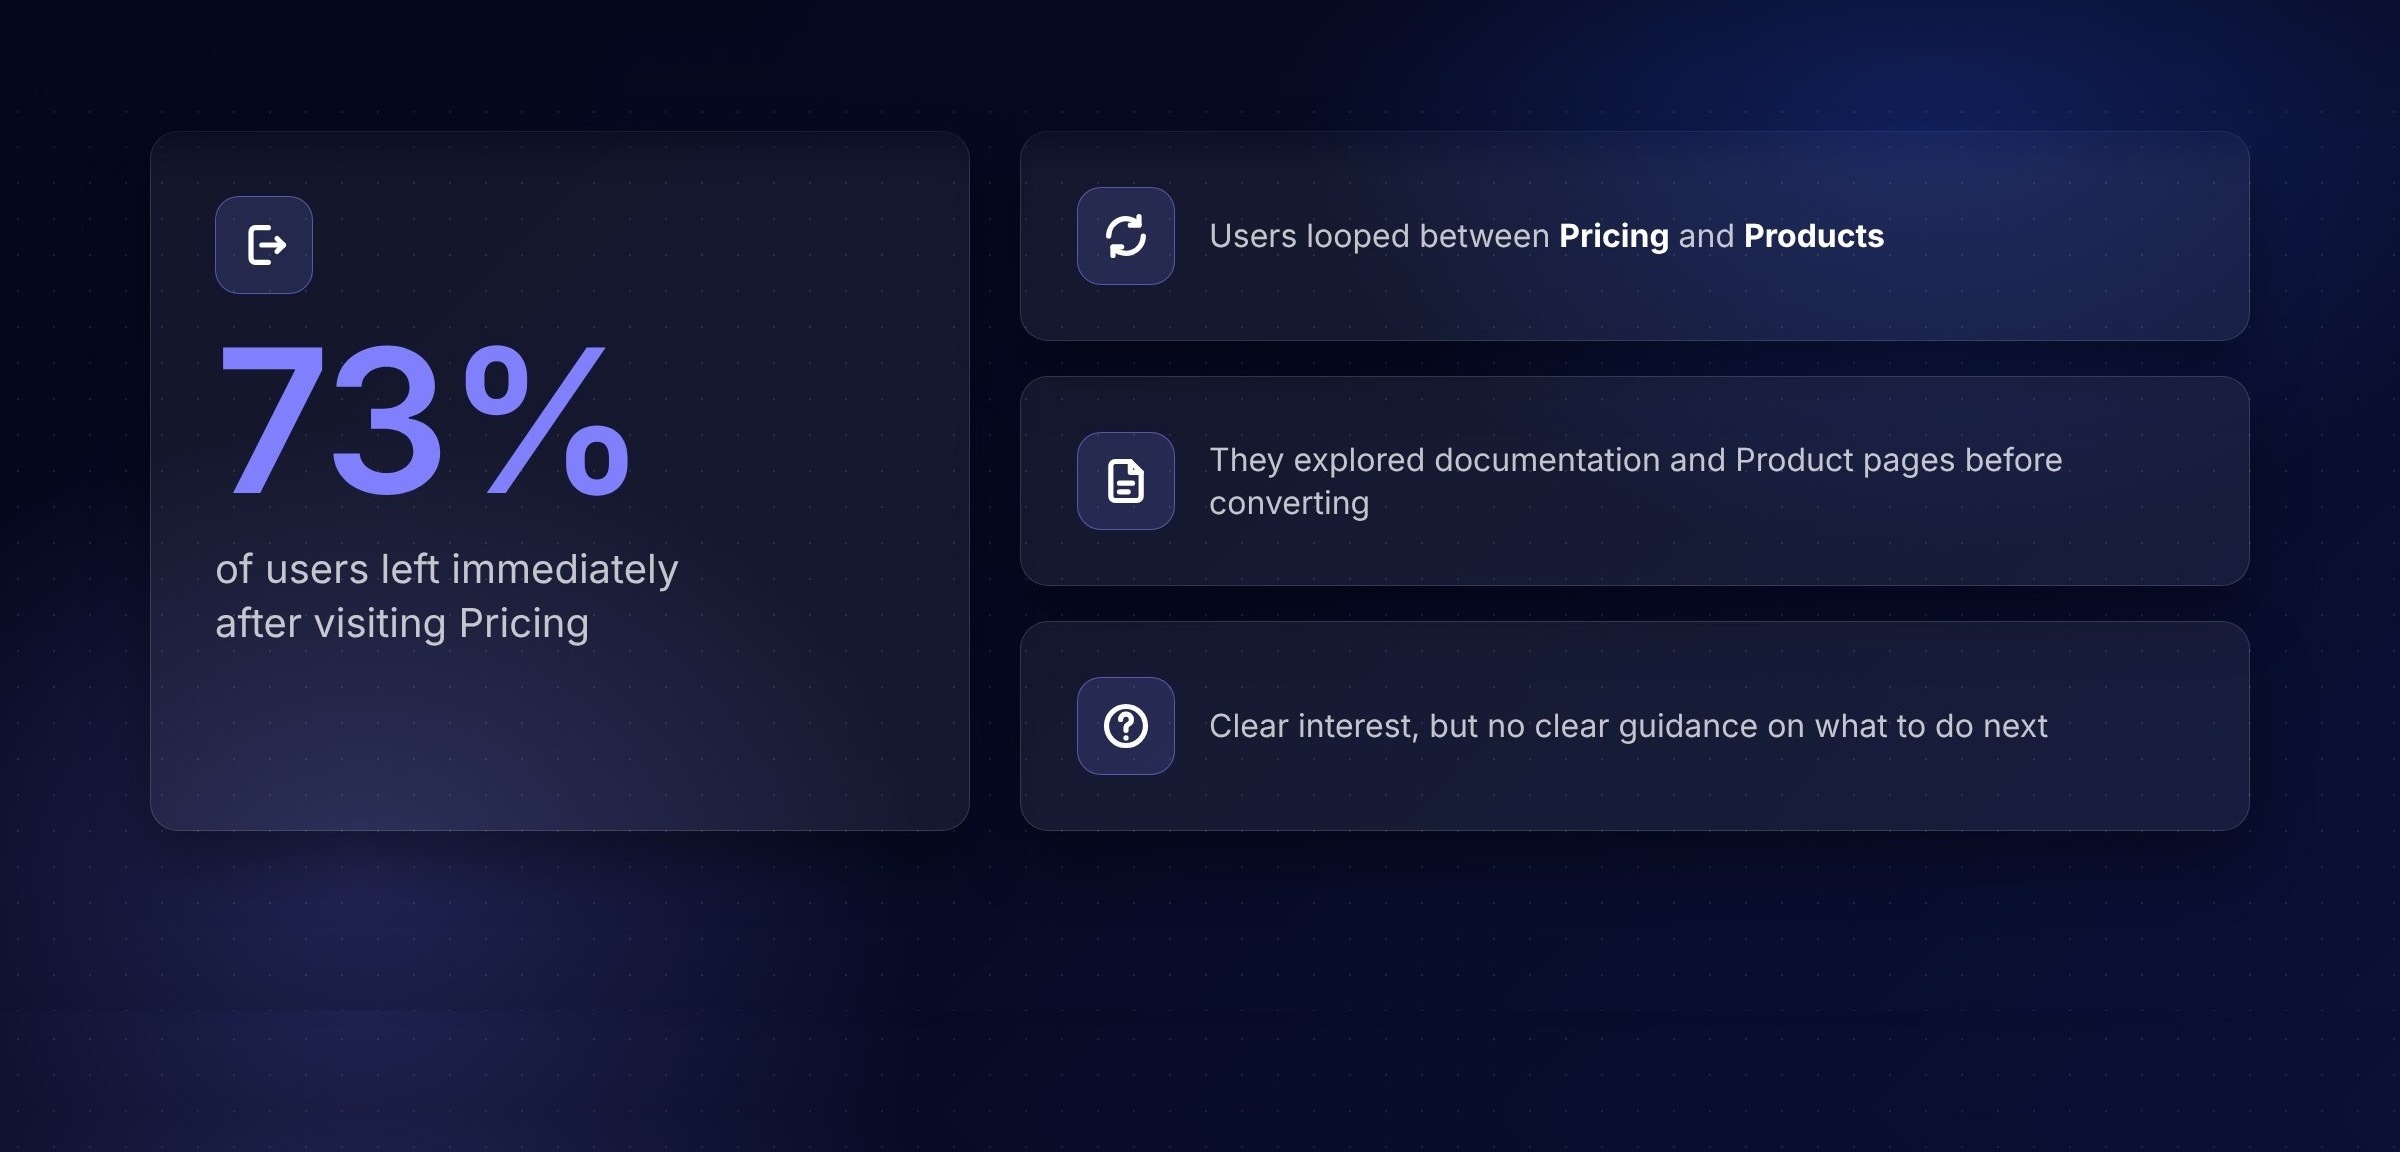 73%
of users left immediately
after visiting Pricing
Users looped between Pricing and Products
They explored documentation and Product pages before
converting
Clear interest, but no clear guidance on what to do next